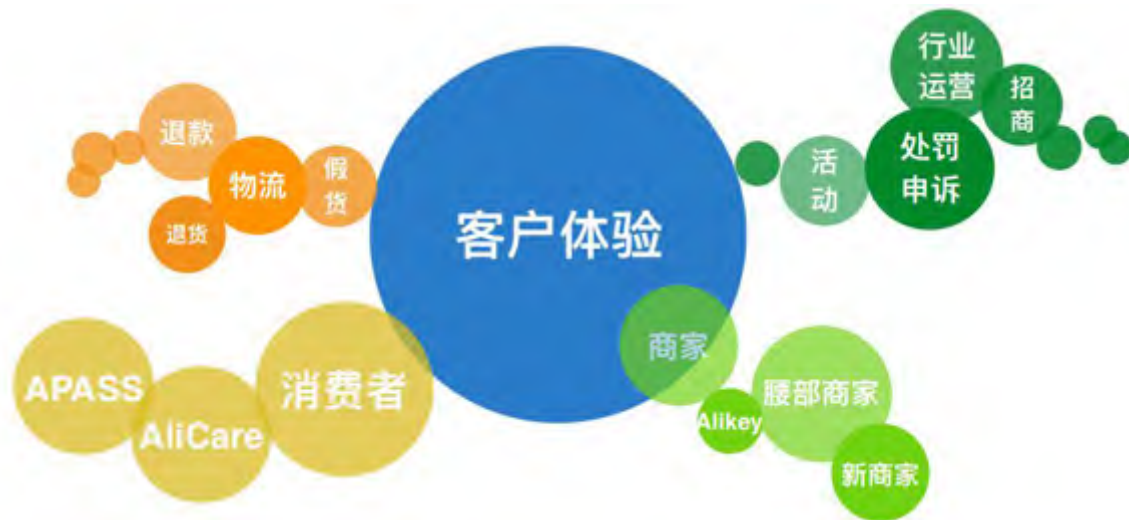 退款
物流
假
货
退货
客户体验
行业
运营
招
商
活
动
处罚
申诉
APASS
AliCare
消费者
商家
Alikey
腰部商家
新商家